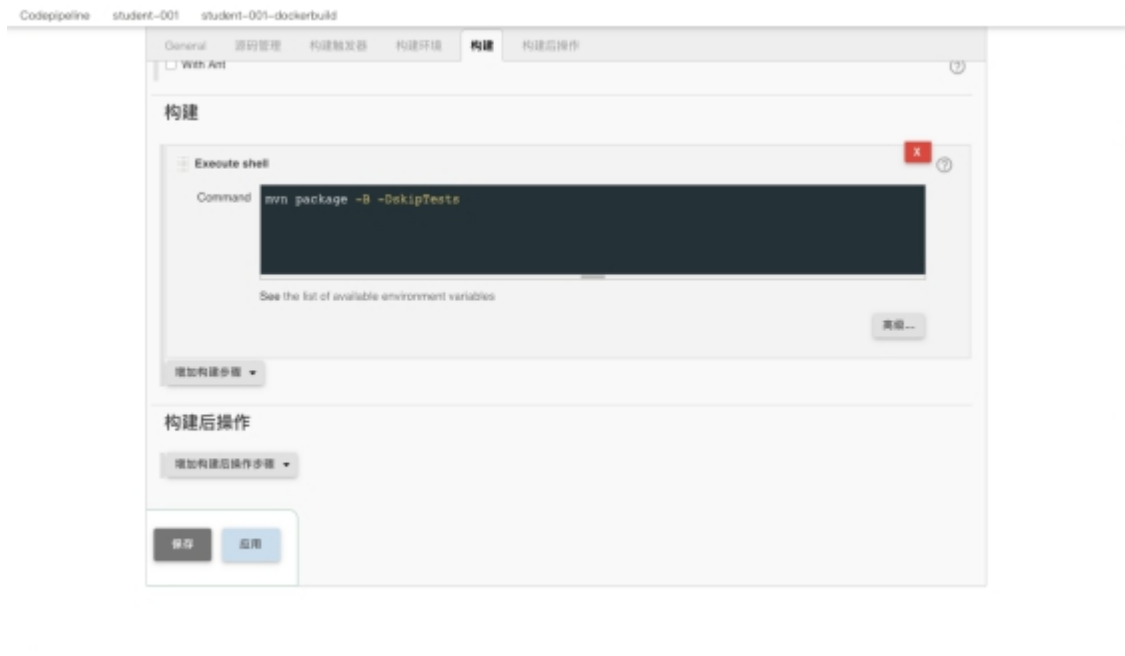 Codepipeline student-001 student-001-dockerbuild
General 源码管理 构建触发器 构建环境 构建 构建后操作
With Ant
构建
X
Execute shell
Command mvn package -B -DskipTests
See the list of available environment variables
高级...
增加构建步骤
构建后操作
增加构建后操作步骤
保存 应用